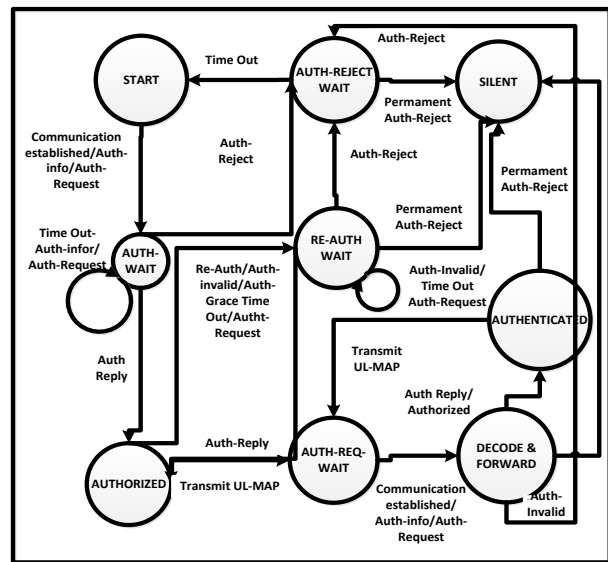 Auth-Reject
Time Out
START
AUTH-REJECT
WAIT
SILENT
Permament
Auth-Reject
Communication
established/Auth-
info/Auth-
Request
Auth-
Reject
Auth-Reject
Permament
Auth-Reject
Permament
Auth-Reject
Time Out-
Auth-infor/
Auth-Request
AUTH-
WAIT
RE-AUTH
WAIT
Re-Auth/Auth-
invalid/Auth-
Grace Time
Out/Autht-
Request
Auth-Invalid/
Time Out
Auth-Request
AUTHENTICATED
Auth
Reply
Transmit
UL-MAP
Auth Reply/
Authorized
Auth-Reply
AUTHORIZED
Transmit UL-MAP
AUTH-REQ-
WAIT
DECODE &
FORWARD
Communication
established/
Auth-info/Auth-
Request
Auth-
Invalid